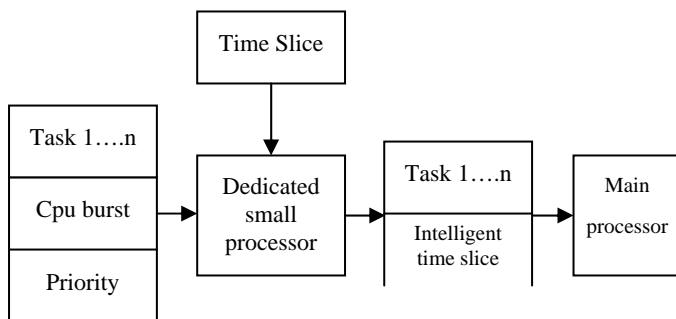 Time Slice
Task 1….n
Cpu burst
Priority
Dedicated
small
processor
Task 1….n
Intelligent
time slice
Main
processor